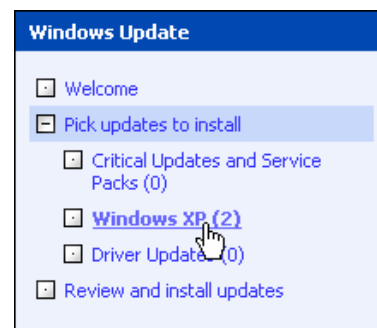 Windows Update
Welcome
Pick updates to install
Critical Updates and Service
Packs (0)
Windows XP (2)
Driver Updates (0)
Review and install updates